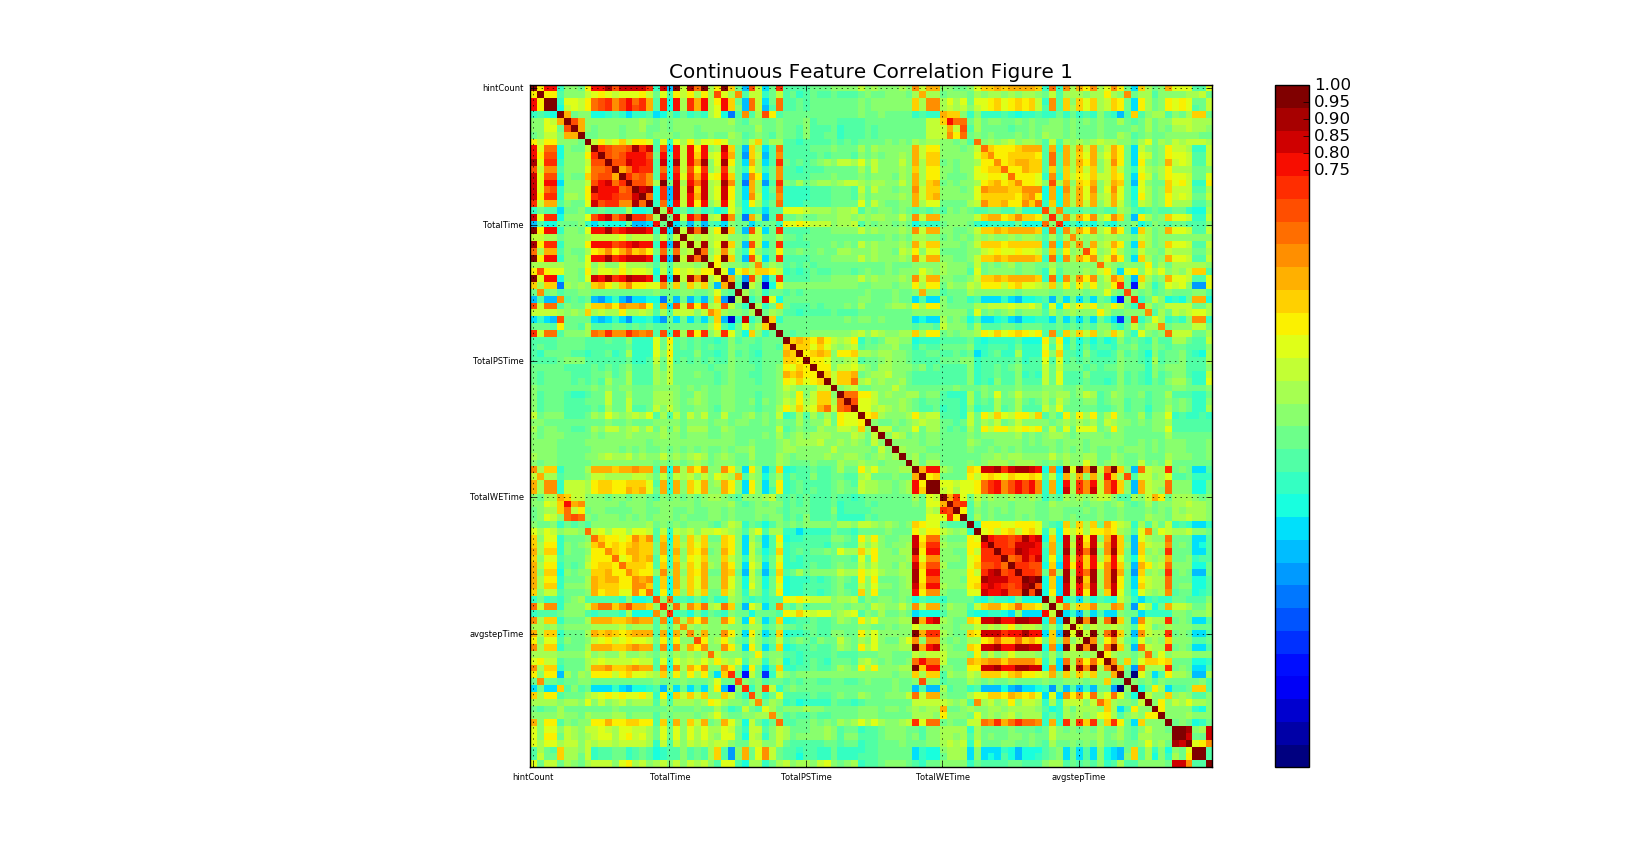 Continuous Feature Correlation Figure 1
hintCount
TotalTime
TotalPSTime
TotalWETime
avgstepTime
hintCount
TotalTime
TotalPSTime
TotalWETime
avgstepTime
1.00
0.95
0.90
0.85
0.80
0.75